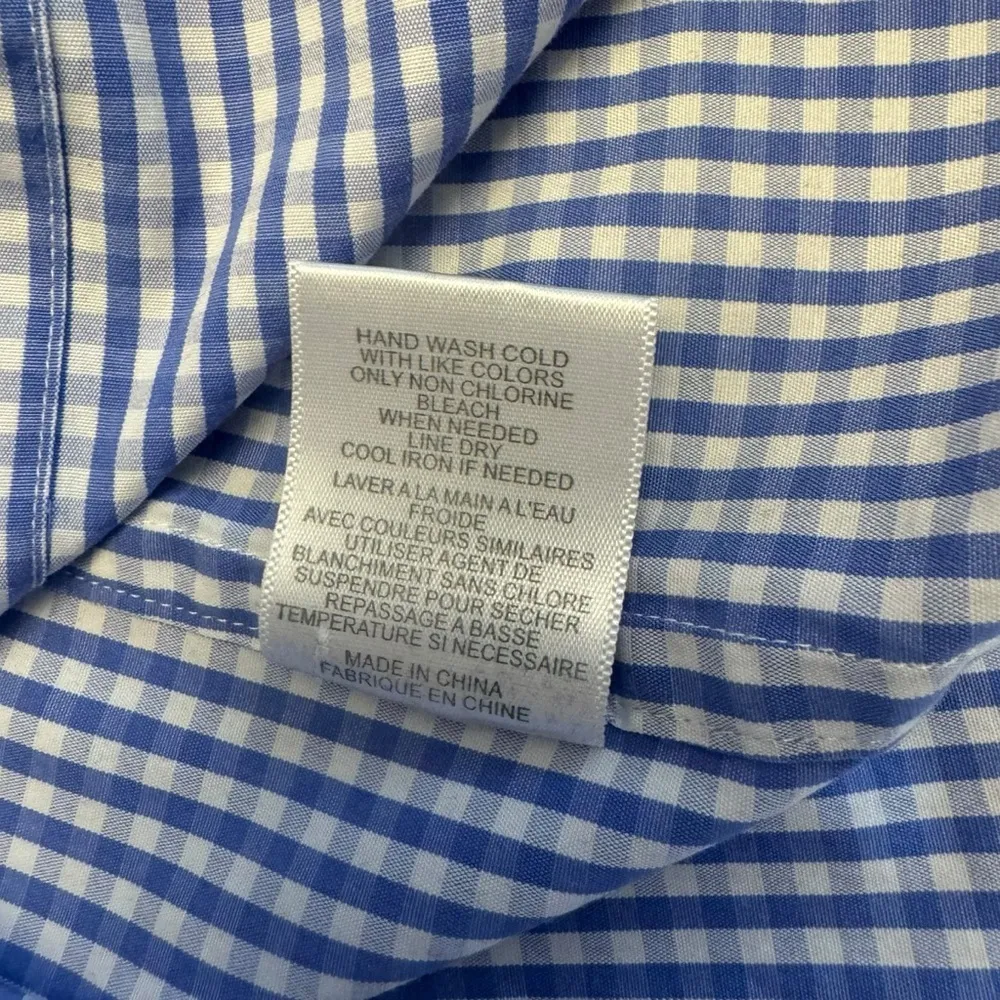 HAND WASH COLD
WITH LIKE COLORS
ONLY NON CHLORINE
BLEACH
WHEN NEEDED
LINE DRY
COOL IRON IF NEEDED
LAVER A LA MAIN A L'EAU
FROIDE
AVEC COULEURS SIMILAIRES
UTILISER AGENT DE
BLANCHIMENT SANS CHLORE
SUSPENDRE POUR SECHER
REPASSAGE A BASSE
TEMPERATURE SI NECESSAIRE
MADE IN CHINA
FABRIQUE EN CHINE